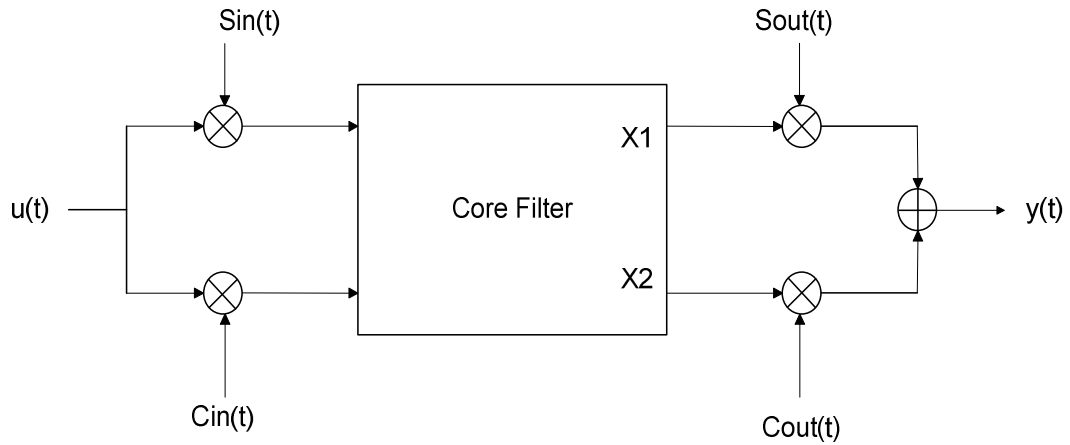 Sin(t)
Sout(t)
X1
u(t)
Core Filter
y(t)
X2
Cin(t)
Cout(t)